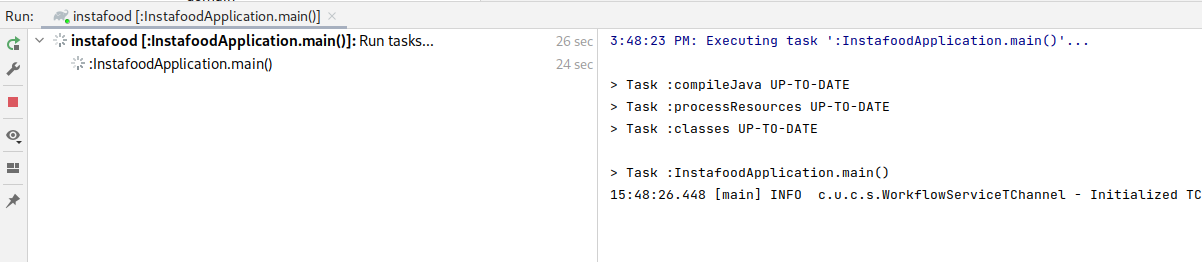 Run: instafood [:InstafoodApplication.main()]
instafood [:InstafoodApplication.main()]: Run tasks... 26 sec
:InstafoodApplication.main() 24 sec
3:48:23 PM: Executing task ':InstafoodApplication.main()'...
> Task :compileJava UP-TO-DATE
> Task :processResources UP-TO-DATE
> Task :classes UP-TO-DATE
> Task :InstafoodApplication.main()
15:48:26.448 [main] INFO  c.u.c.s.WorkflowServiceTChannel - Initialized TC